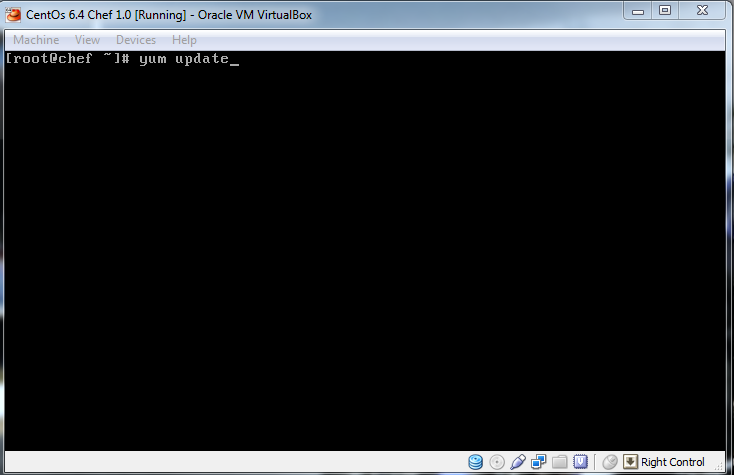 CentOs 6.4 Chef 1.0 [Running] - Oracle VM VirtualBox
Machine View Devices Help
[root@chef ~]# yum update_
Right Control